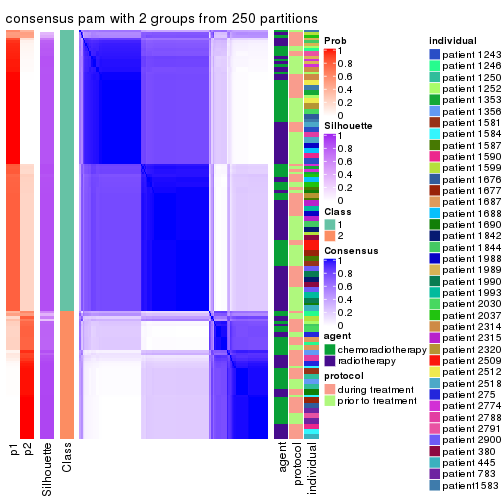 consensus pam with 2 groups from 250 partitions
Prob
1
0.8
0.6
0.4
0.2
0
Silhouette
1
0.8
0.6
0.4
0.2
0
Class
1
2
Consensus
1
0.8
0.6
0.4
0.2
0
agent
chemoradiotherapy
radiotherapy
protocol
during treatment
prior to treatment
individual
patient 1243
patient 1246
patient 1250
patient 1252
patient 1353
patient 1356
patient 1581
patient 1584
patient 1587
patient 1590
patient 1599
patient 1676
patient 1677
patient 1687
patient 1688
patient 1690
patient 1842
patient 1844
patient 1988
patient 1989
patient 1990
patient 1993
patient 2030
patient 2037
patient 2314
patient 2315
patient 2320
patient 2509
patient 2512
patient 2518
patient 275
patient 2774
patient 2788
patient 2791
patient 2900
patient 380
patient 445
patient 783
patient1583
p1
p2
Silhouette
Class
agent
protocol
individual